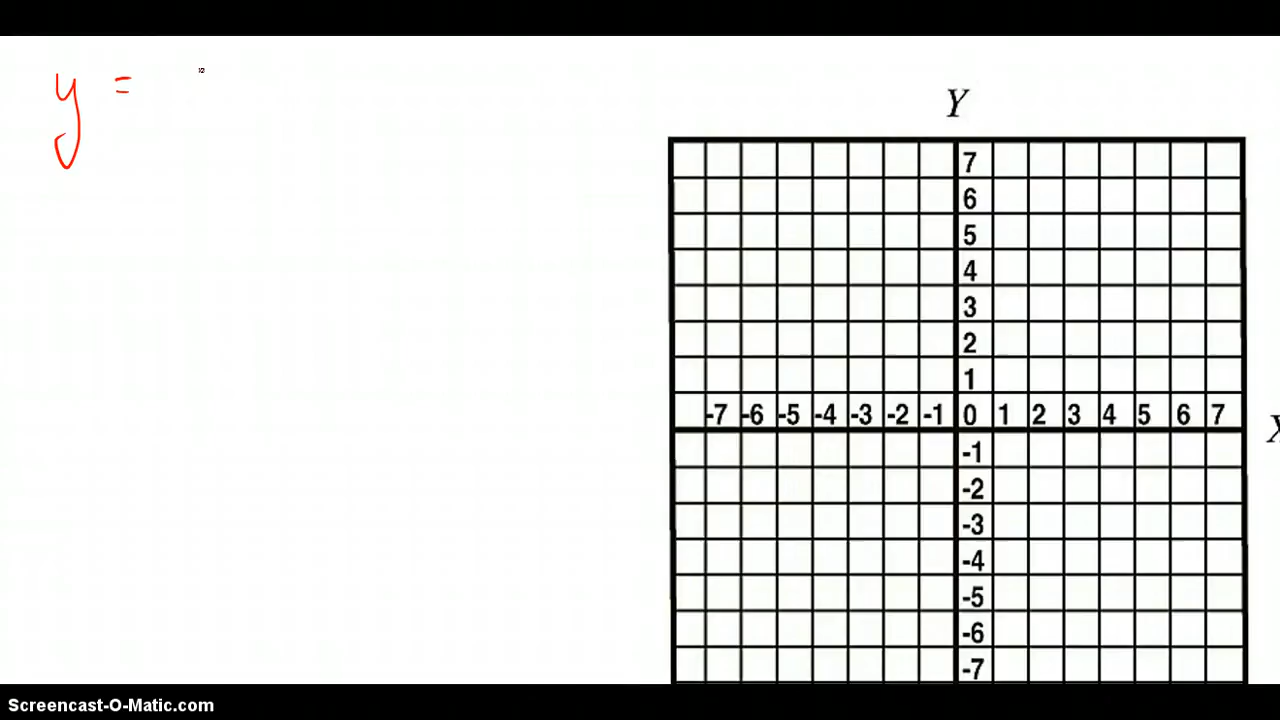 y =
Y
7
6
5
4
3
2
1
-7 -6 -5 -4 -3 -2 -1 0 1 2 3 4 5 6 7
X
-1
-2
-3
-4
-5
-6
-7
Screencast-O-Matic.com